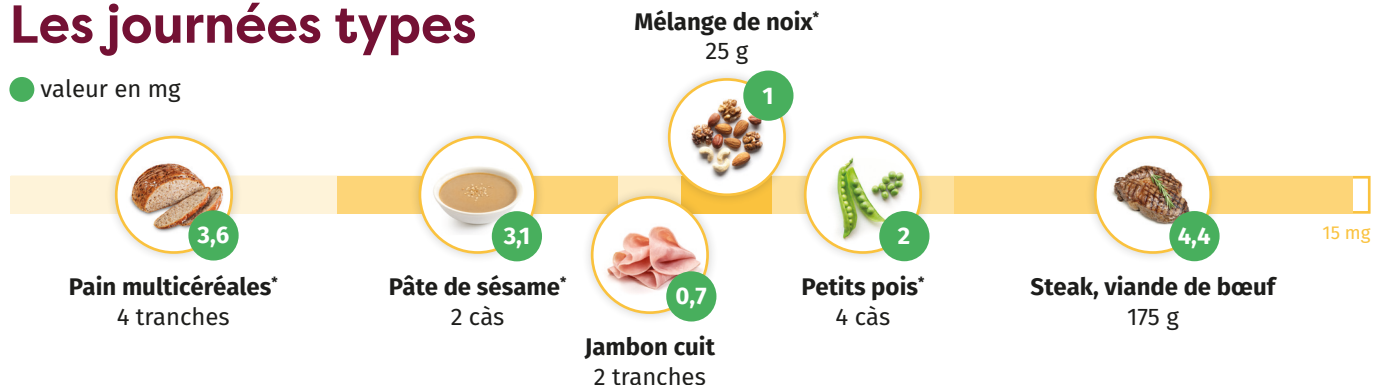 Les journées types
valeur en mg
Mélange de noix*
25 g
1
3,6
3,1
0,7
2
4,4
15 mg
Pain multicéréales*
4 tranches
Pâte de sésame*
2 càs
Jambon cuit
2 tranches
Petits pois*
4 càs
Steak, viande de bœuf
175 g